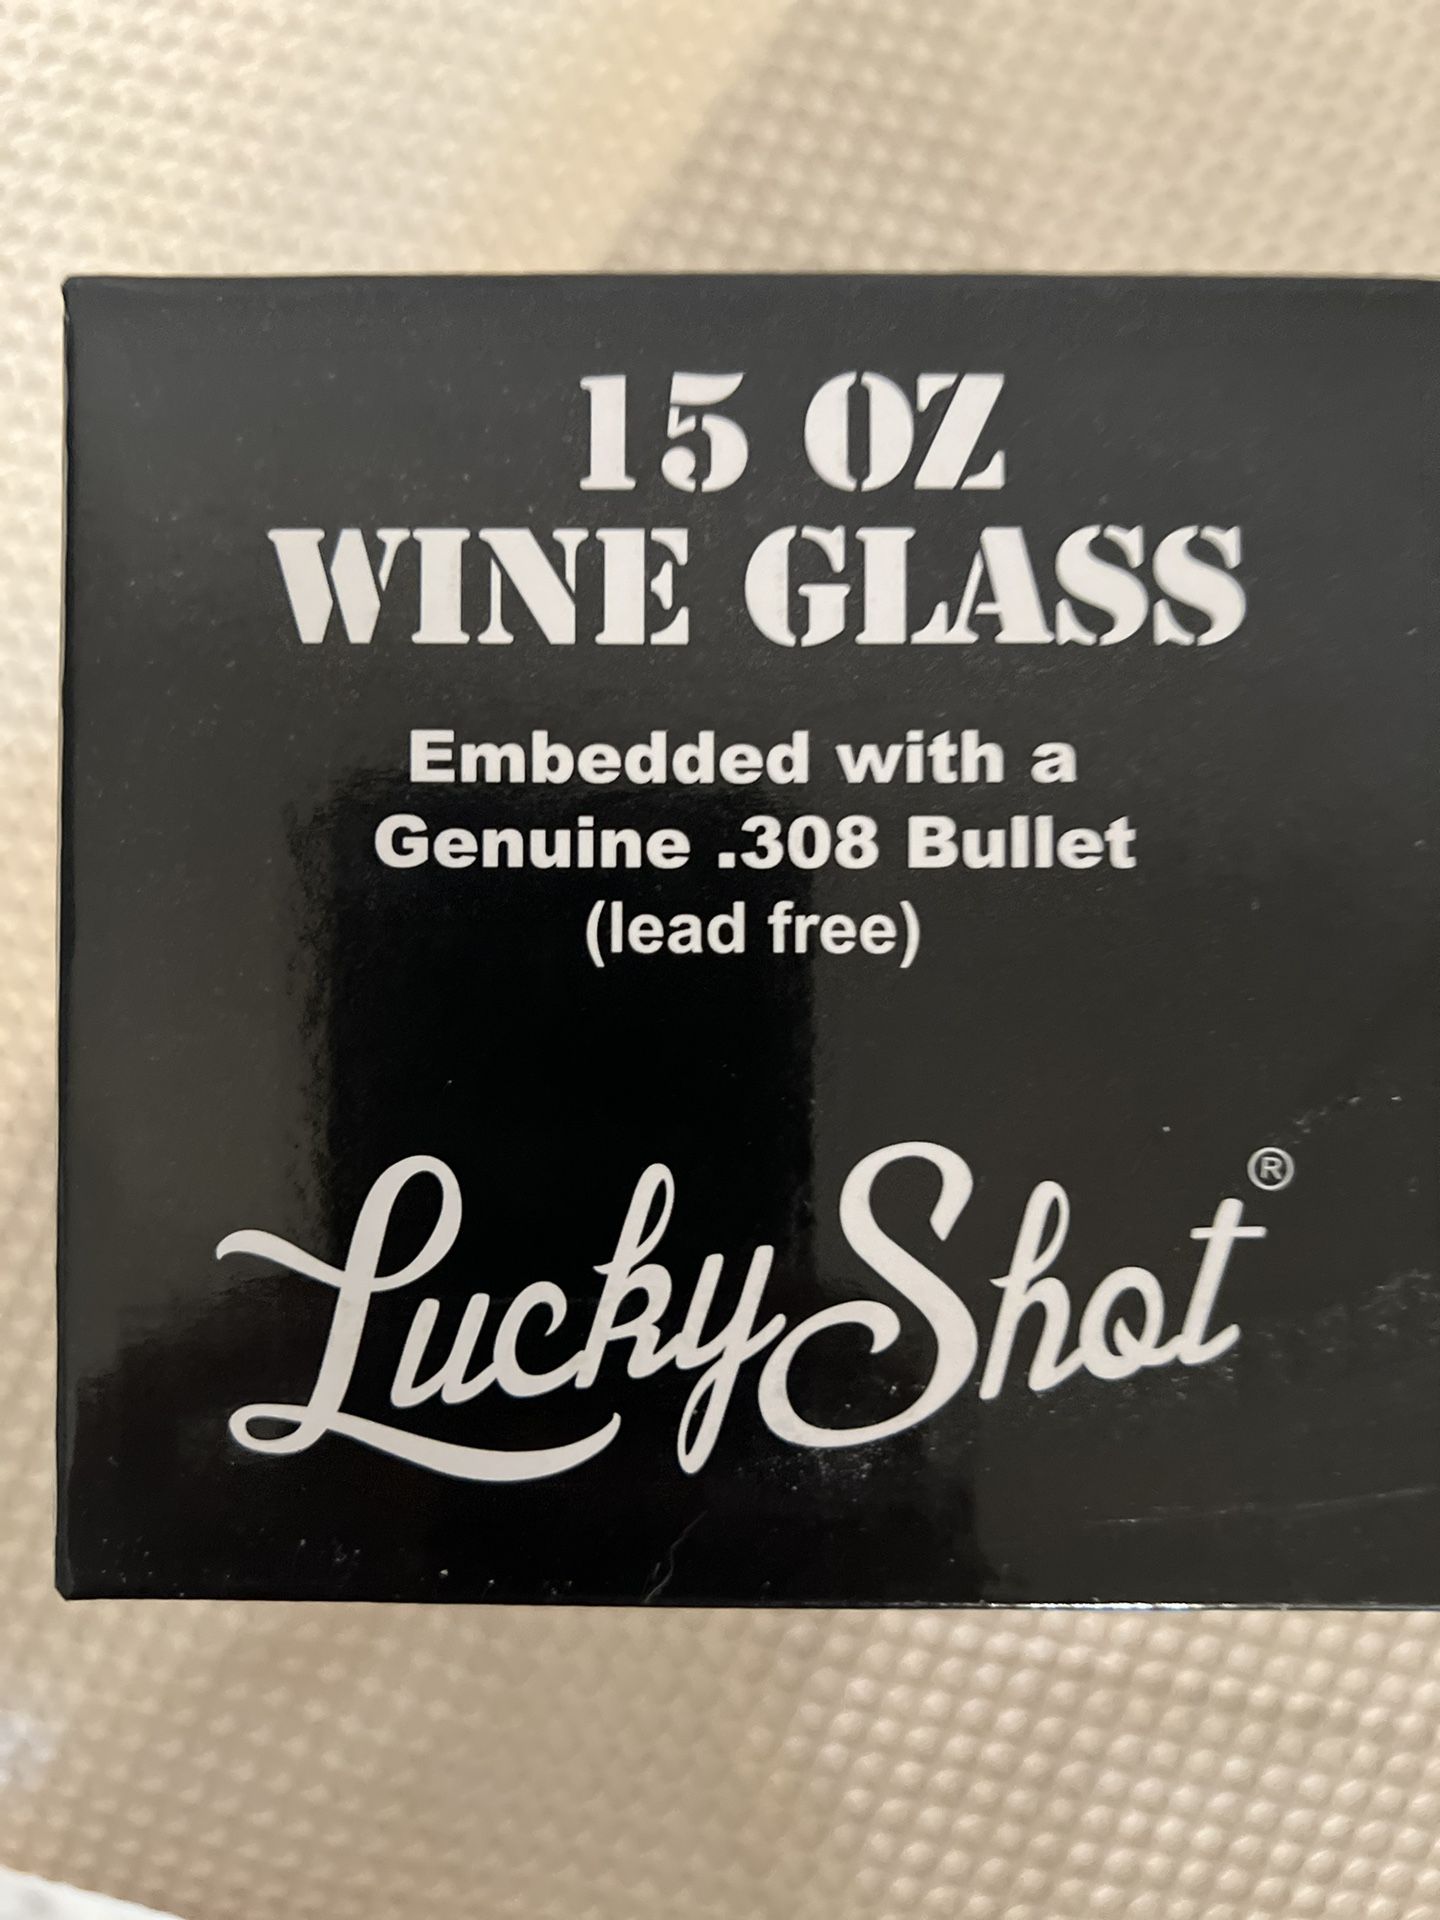 15 OZ
WINE GLASS
Embedded with a
Genuine .308 Bullet
(lead free)
Lucky Shot®